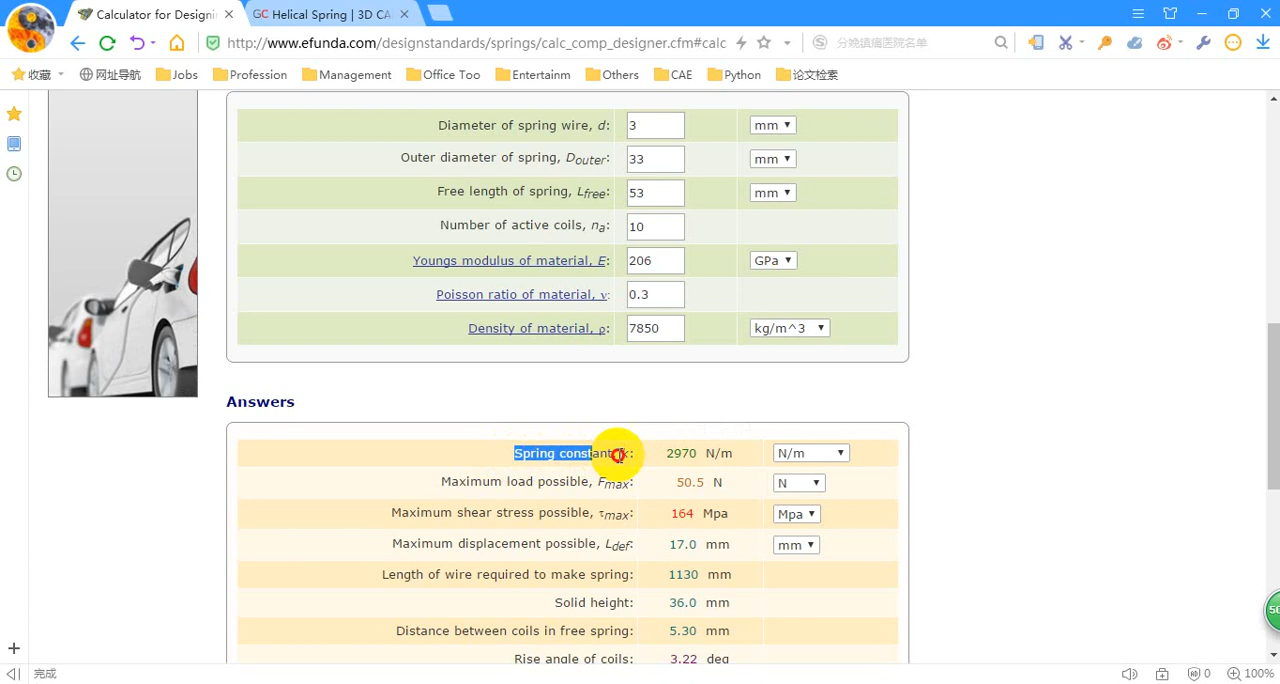 Calculator for Designi
GC Helical Spring | 3D CA
http://www.efunda.com/designstandards/springs/calc_comp_designer.cfm#calc
分娩镇痛医院名单
收藏 网址导航 Jobs Profession Management Office Too Entertainm Others CAE Python 论文检索
Diameter of spring wire, d: 3 mm
Outer diameter of spring, Douter: 33 mm
Free length of spring, Lfree: 53 mm
Number of active coils, na: 10
Youngs modulus of material, E: 206 GPa
Poisson ratio of material, ν: 0.3
Density of material, ρ: 7850 kg/m^3
Answers
Spring constant, k: 2970 N/m N/m
Maximum load possible, Fmax: 50.5 N N
Maximum shear stress possible, τmax: 164 Mpa Mpa
Maximum displacement possible, Ldef: 17.0 mm mm
Length of wire required to make spring: 1130 mm
Solid height: 36.0 mm
Distance between coils in free spring: 5.30 mm
Rise angle of coils: 3.22 deg
完成
0
100%